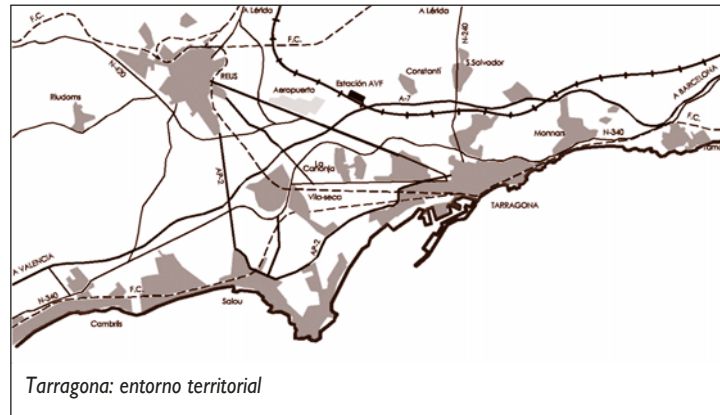 A LÉRIDA
A LÉRIDA
F.C.
F.C.
N-240
N-420
REUS
Constantí
S.Salvador
Estación AVF
Aeropuerto
A-7
A BARCELONA
Riudoms
F.C.
Monnars
N-340
La Canonja
AP-2
Vila-seca
TARRAGONA
AP-2
A VALENCIA
N-340
F.C.
Salou
Cambrils
Tarragona: entorno territorial